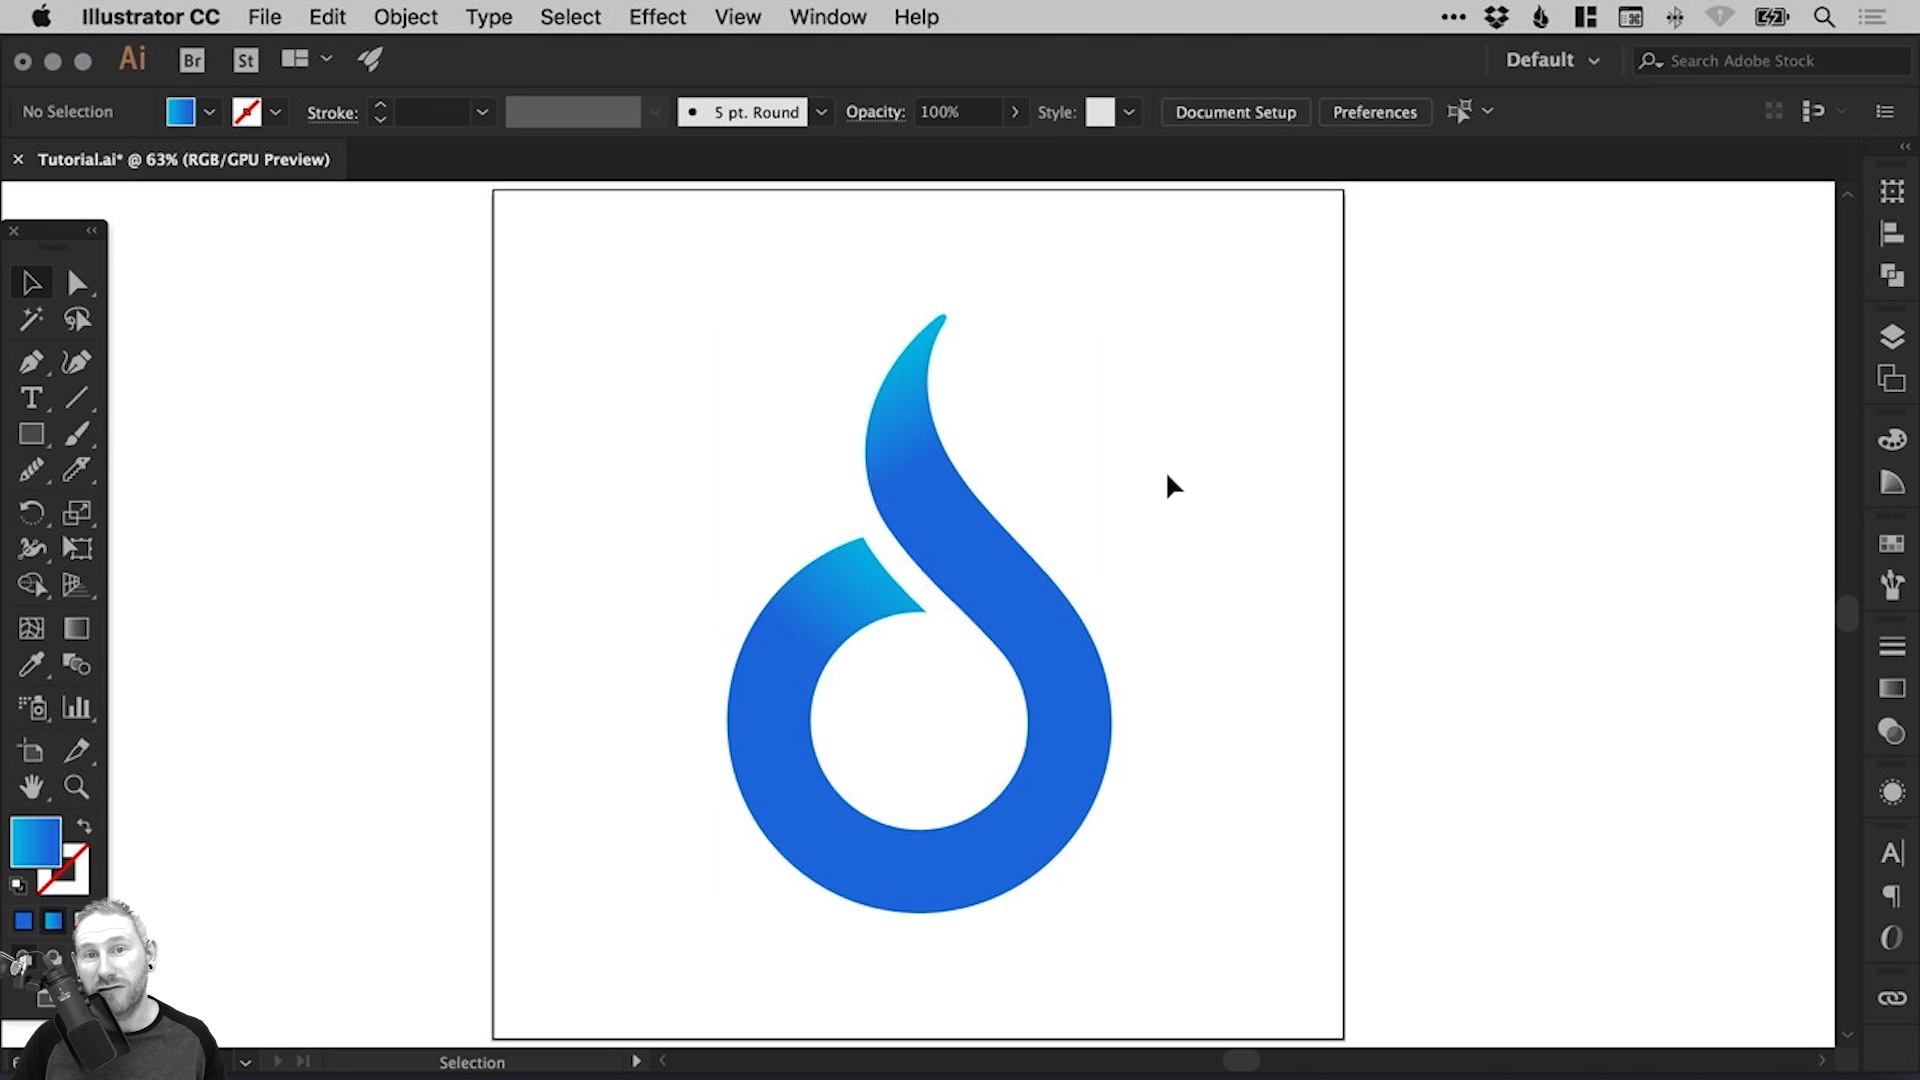 Illustrator CC File Edit Object Type Select Effect View Window Help
Ai Br St Default Search Adobe Stock
No Selection Stroke: 5 pt. Round Opacity: 100% Style: Document Setup Preferences
Tutorial.ai* @ 63% (RGB/GPU Preview)
Selection